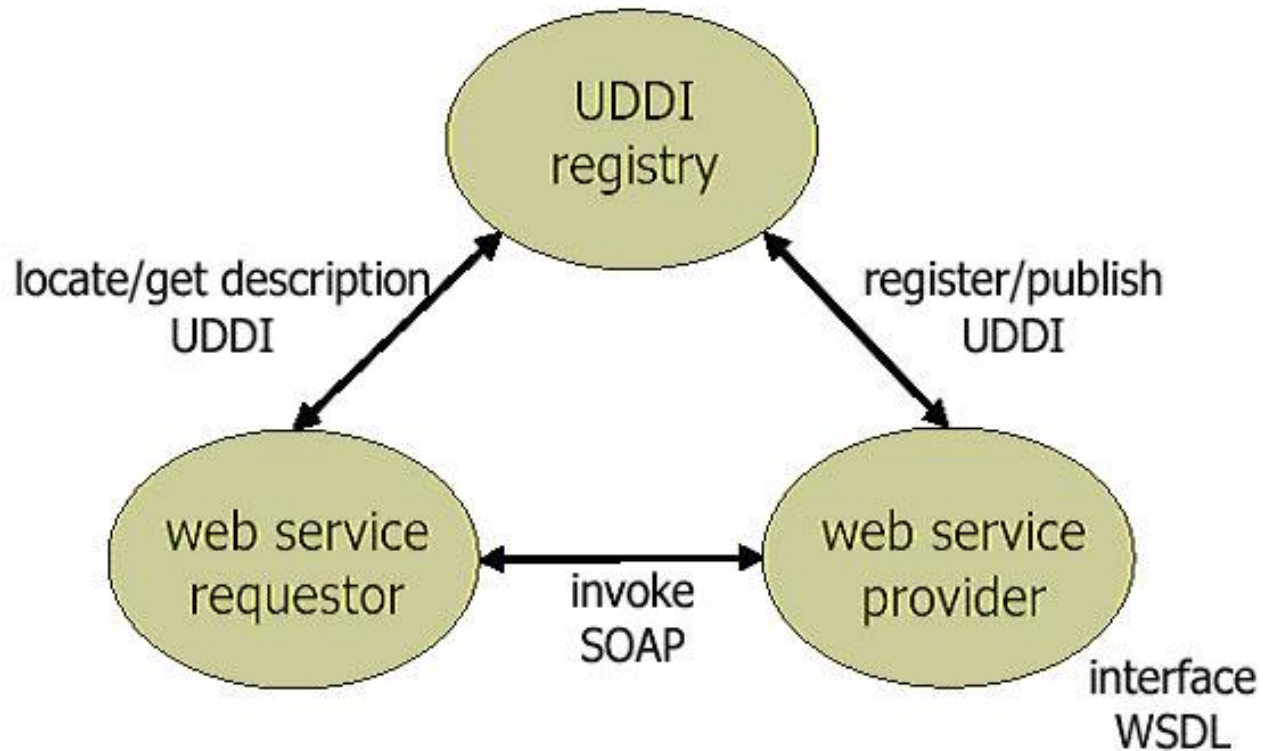 UDDI
registry
locate/get description
UDDI
register/publish
UDDI
web service
requestor
invoke
SOAP
web service
provider
interface
WSDL